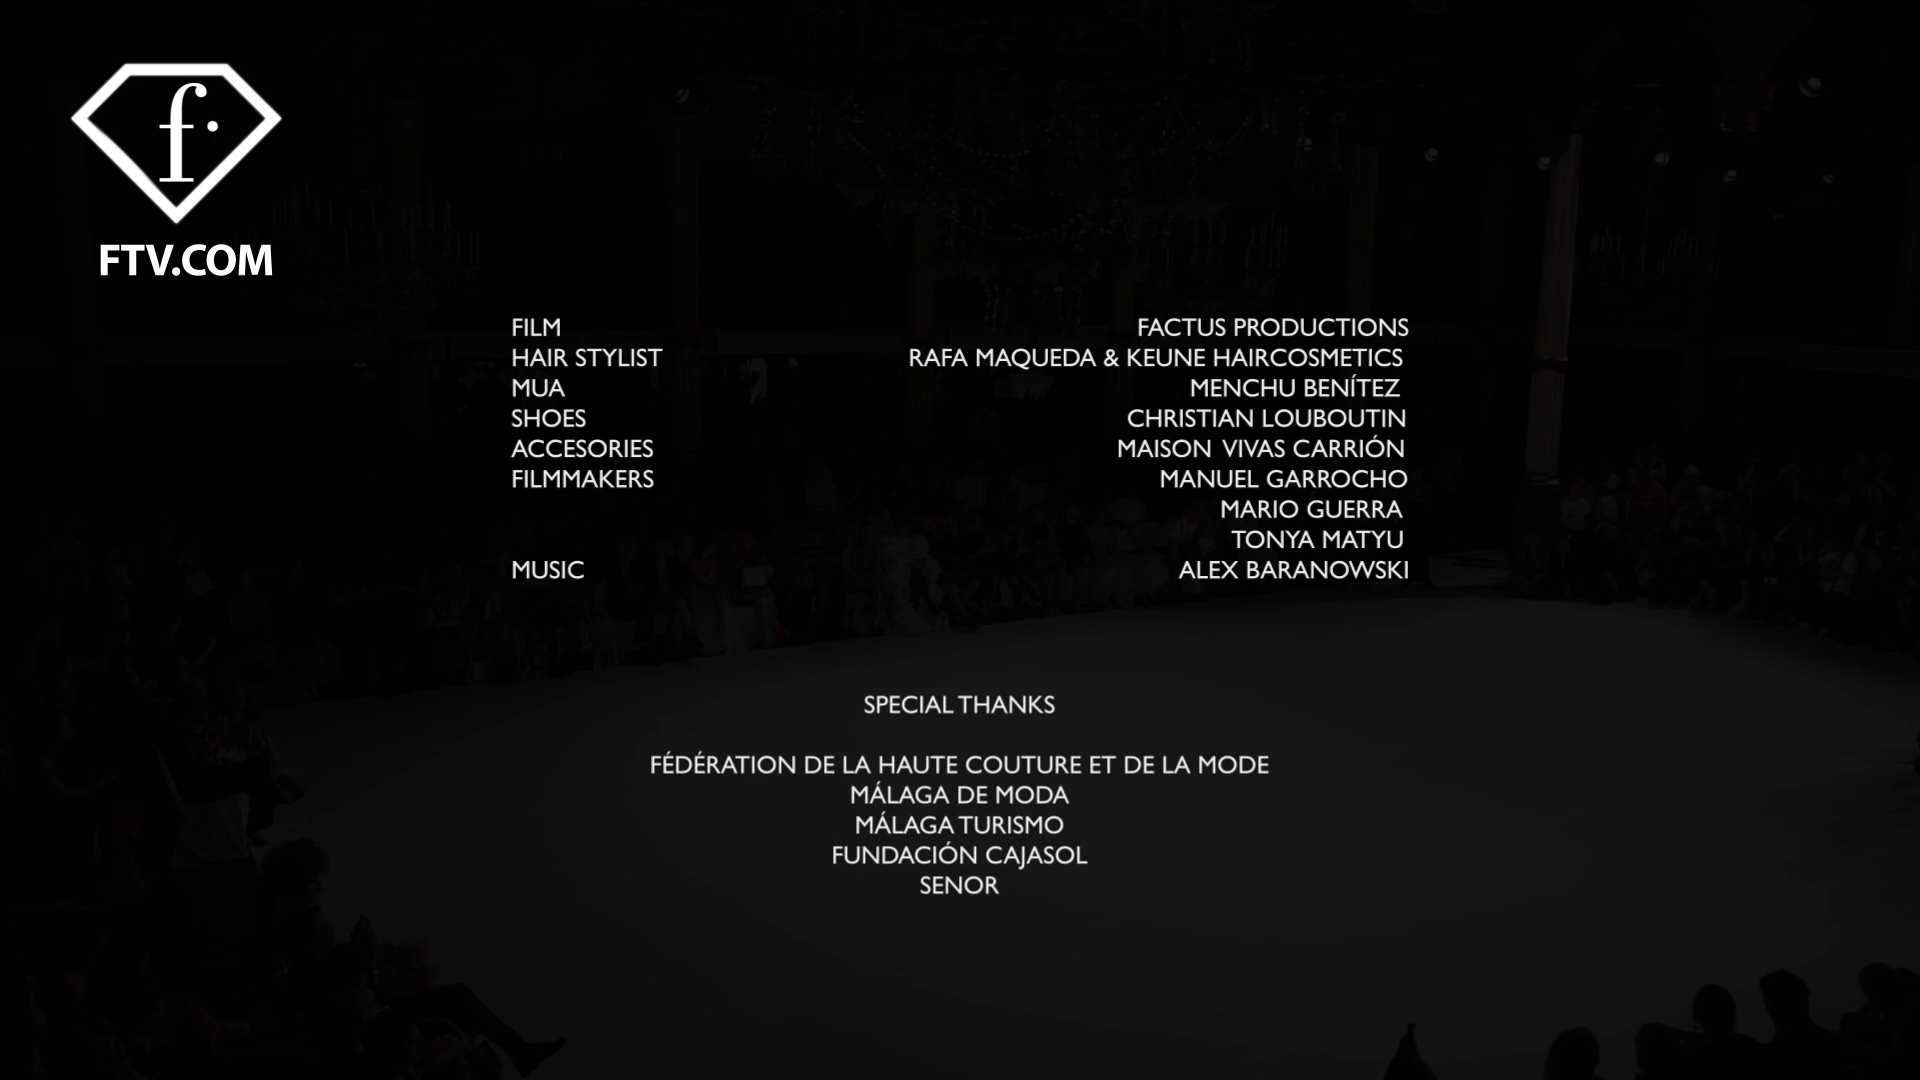 f.
FTV.COM
FILM FACTUS PRODUCTIONS
HAIR STYLIST RAFA MAQUEDA & KEUNE HAIRCOSMETICS
MUA MENCHU BENÍTEZ
SHOES CHRISTIAN LOUBOUTIN
ACCESORIES MAISON VIVAS CARRIÓN
FILMMAKERS MANUEL GARROCHO
MARIO GUERRA
TONYA MATYU
MUSIC ALEX BARANOWSKI
SPECIAL THANKS
FÉDÉRATION DE LA HAUTE COUTURE ET DE LA MODE
MÁLAGA DE MODA
MÁLAGA TURISMO
FUNDACIÓN CAJASOL
SENOR